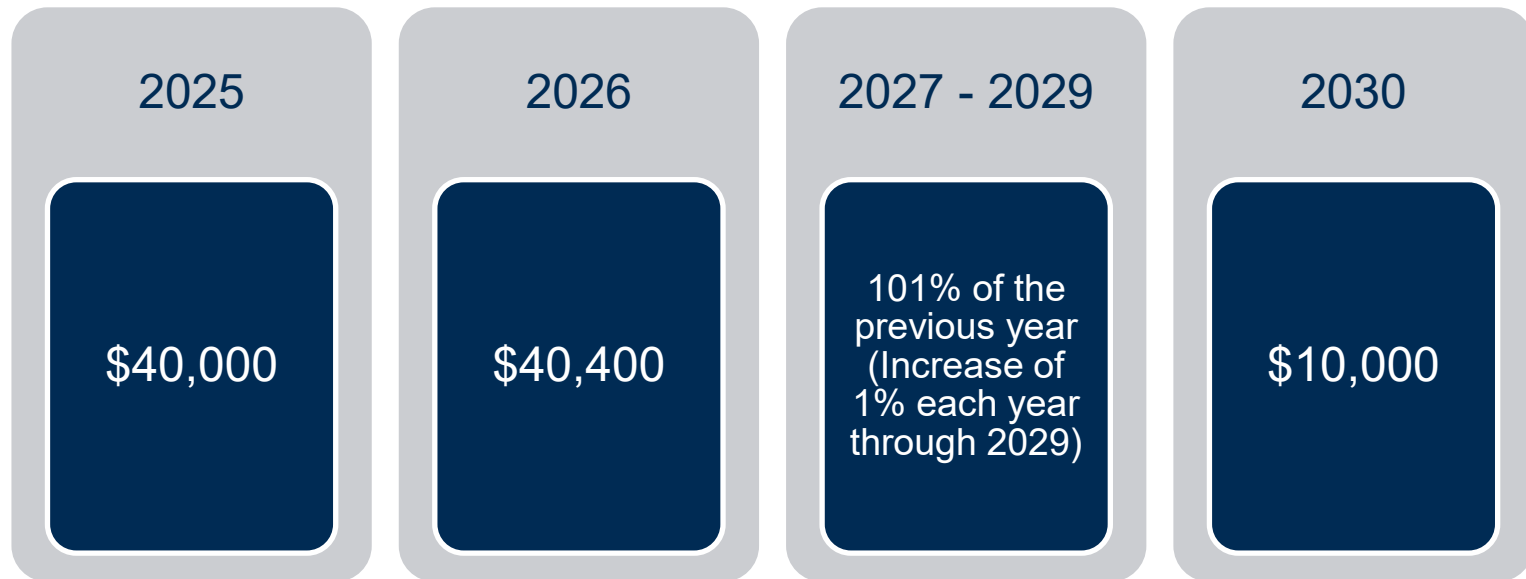 2025
$40,000
2026
$40,400
2027 - 2029
101% of the
previous year
(Increase of
1% each year
through 2029)
2030
$10,000